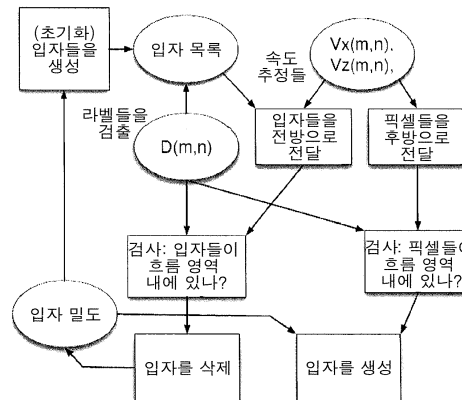 (초기화)
입자들을
생성
입자 목록
속도
추정들
Vx(m,n),
Vz(m,n),
라벨들을
검출
D(m,n)
입자들을
전방으로
전달
픽셀들을
후방으로
전달
검사: 입자들이
흐름 영역
내에 있나?
검사: 픽셀들이
흐름 영역
내에 있나?
입자 밀도
입자를 삭제
입자를 생성